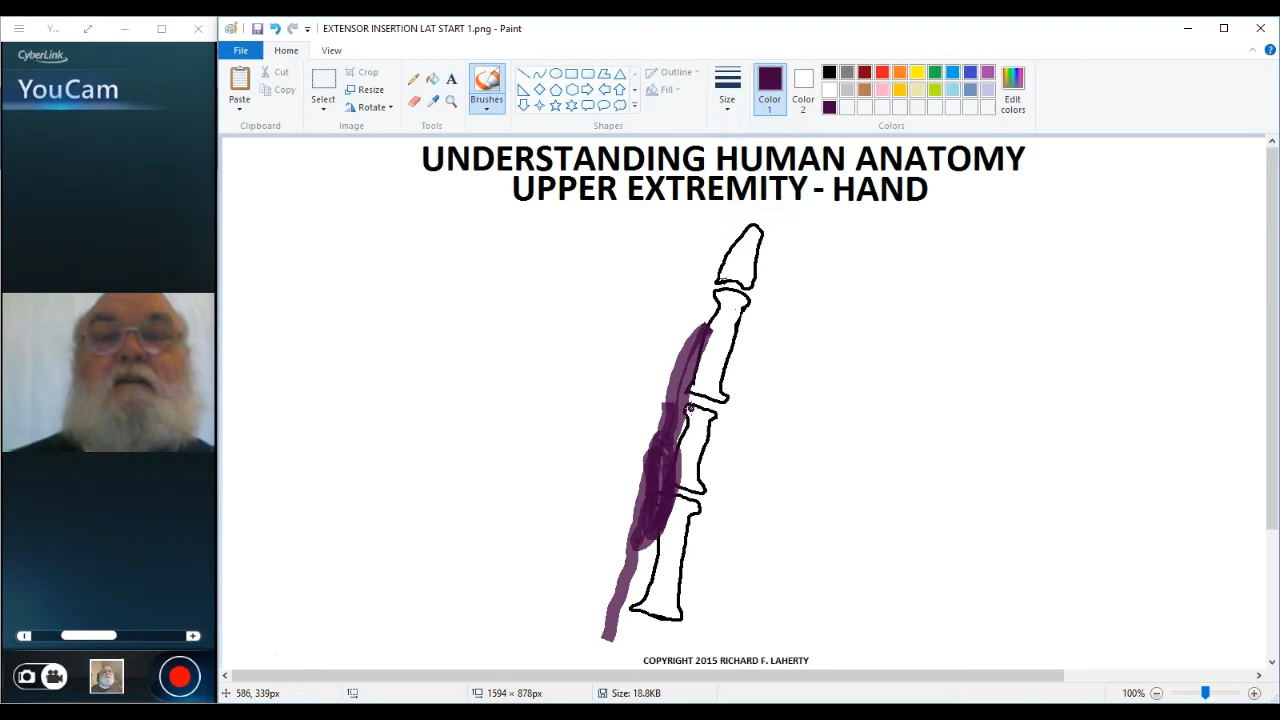 Y...
EXTENSOR INSERTION LAT START 1.png - Paint
CyberLink
YouCam
File
Home
View
Paste
Cut
Copy
Clipboard
Select
Crop
Resize
Rotate
Image
A
Tools
Brushes
Outline
Fill
Shapes
Size
Color
1
Color
2
Edit
colors
Colors
UNDERSTANDING HUMAN ANATOMY
UPPER EXTREMITY - HAND
COPYRIGHT 2015 RICHARD F. LAHERTY
586, 339px
1594 × 878px
Size: 18.8KB
100%